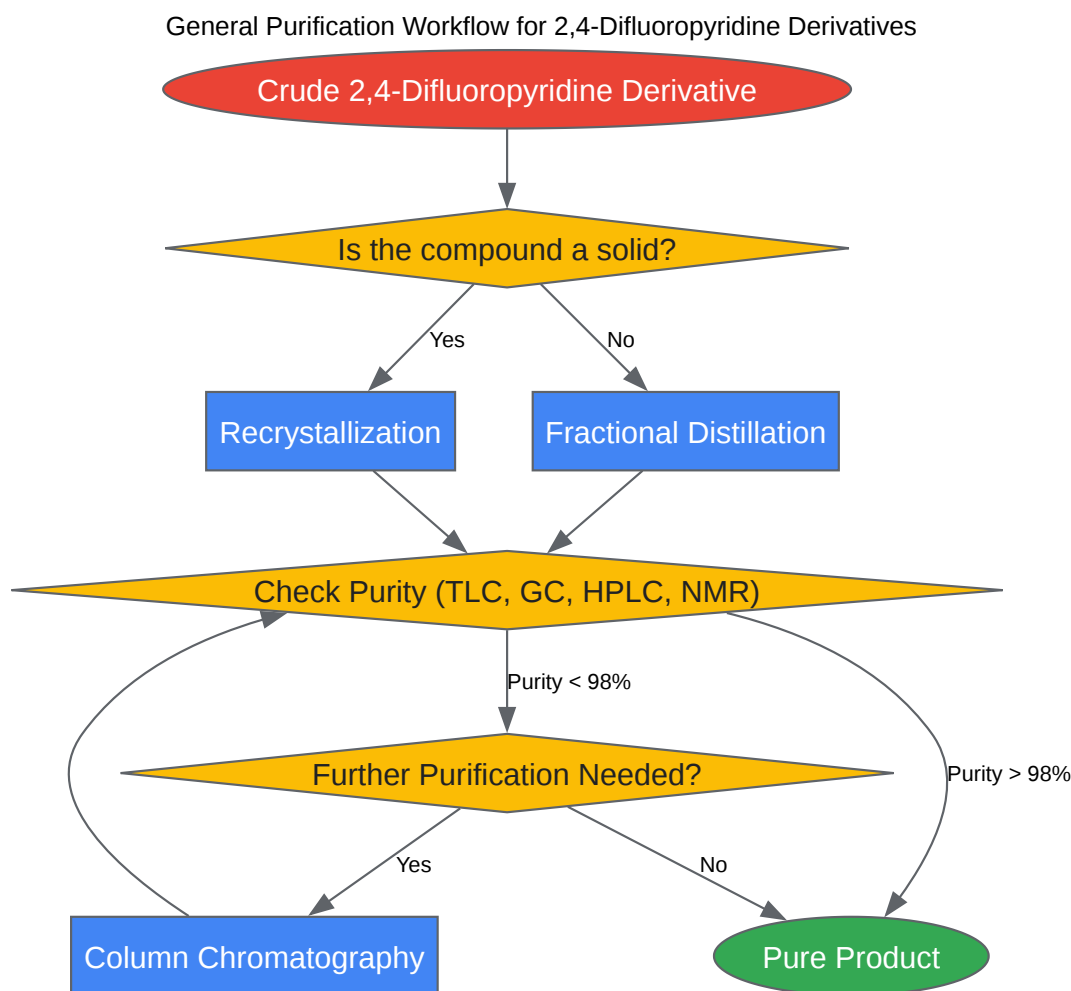 General Purification Workflow for 2,4-Difluoropyridine Derivatives
Crude 2,4-Difluoropyridine Derivative
Is the compound a solid?
Yes
No
Recrystallization
Fractional Distillation
Check Purity (TLC, GC, HPLC, NMR)
Purity < 98%
Further Purification Needed?
Purity > 98%
Yes
No
Column Chromatography
Pure Product